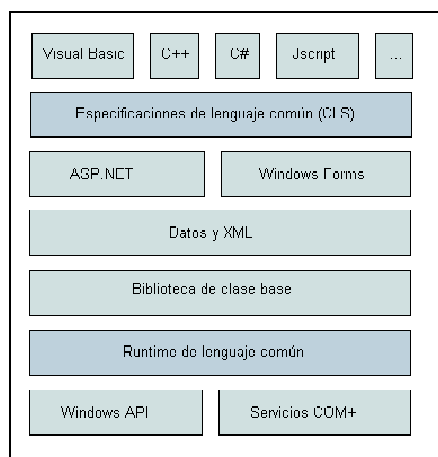 Visual Basic C++ C# Jscript ...
Especificaciones de lenguaje común (CLS)
ASP.NET Windows Forms
Datos y XML
Biblioteca de clase base
Runtime de lenguaje común
Windows API Servicios COM+